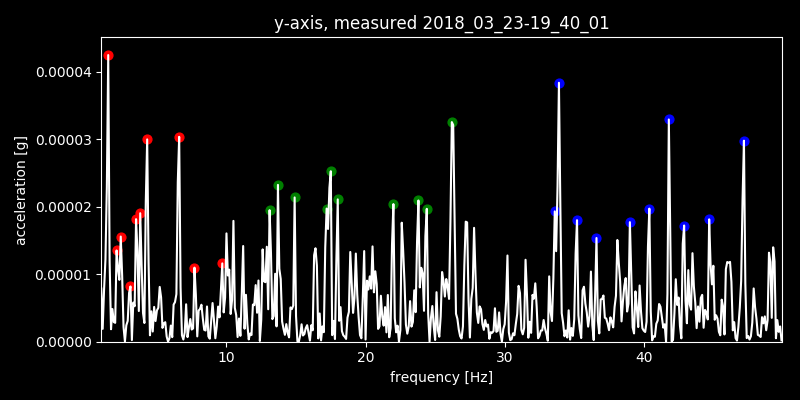 y-axis, measured 2018_03_23-19_40_01
0.00004
0.00003
0.00002
0.00001
0.00000
acceleration [g]
10 20 30 40
frequency [Hz]